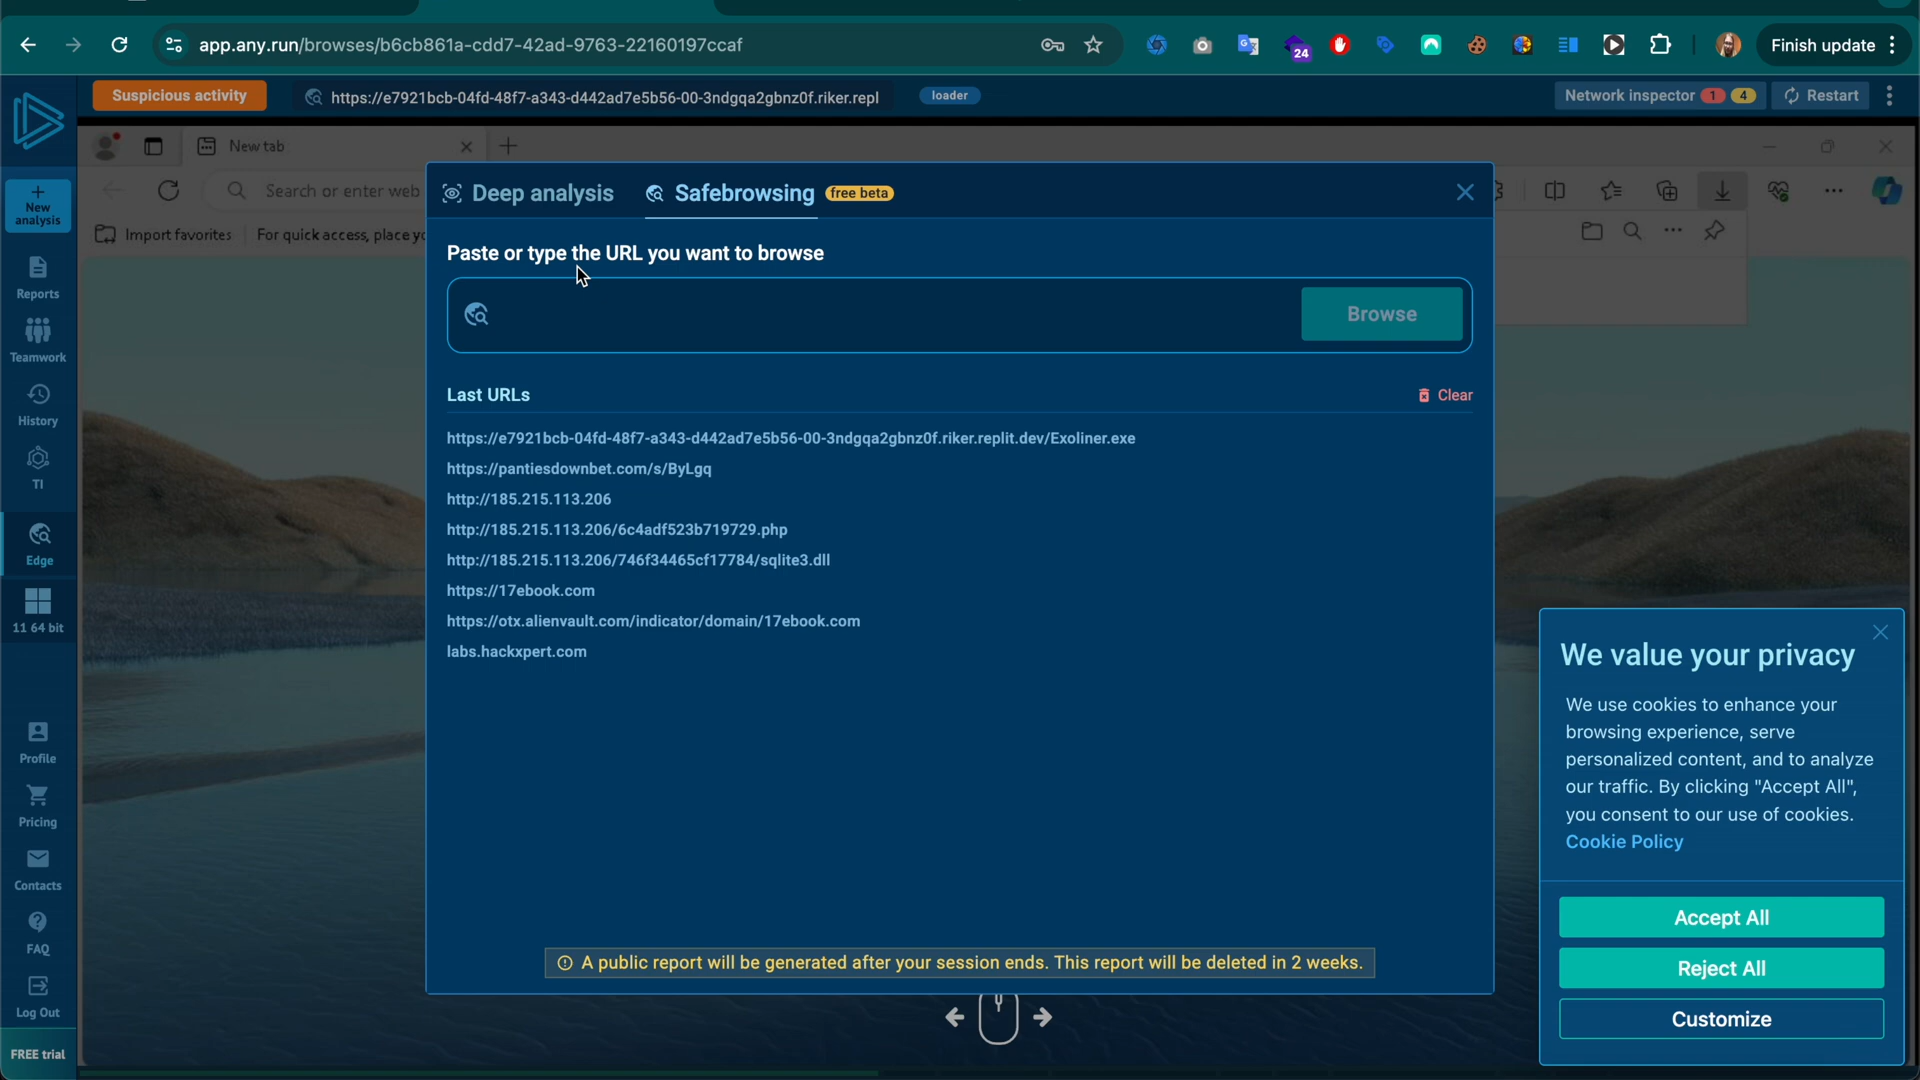 app.any.run/browses/b6cb861a-cdd7-42ad-9763-22160197ccaf
24
Finish update
Suspicious activity
https://e7921bcb-04fd-48f7-a343-d442ad7e5b56-00-3ndgqa2gbnz0f.riker.repl
loader
Network inspector 1 4
Restart
New tab
Search or enter web
Import favorites
For quick access, place yo
New analysis
Reports
Teamwork
History
TI
Edge
11 64 bit
Profile
Pricing
Contacts
FAQ
Log Out
FREE trial
Deep analysis
Safebrowsing free beta
Paste or type the URL you want to browse
Browse
Last URLs
Clear
https://e7921bcb-04fd-48f7-a343-d442ad7e5b56-00-3ndgqa2gbnz0f.riker.replit.dev/Exoliner.exe
https://pantiesdownbet.com/s/ByLgq
http://185.215.113.206
http://185.215.113.206/6c4adf523b719729.php
http://185.215.113.206/746f34465cf17784/sqlite3.dll
https://17ebook.com
https://otx.alienvault.com/indicator/domain/17ebook.com
labs.hackxpert.com
A public report will be generated after your session ends. This report will be deleted in 2 weeks.
We value your privacy
We use cookies to enhance your
browsing experience, serve
personalized content, and to analyze
our traffic. By clicking "Accept All",
you consent to our use of cookies.
Cookie Policy
Accept All
Reject All
Customize